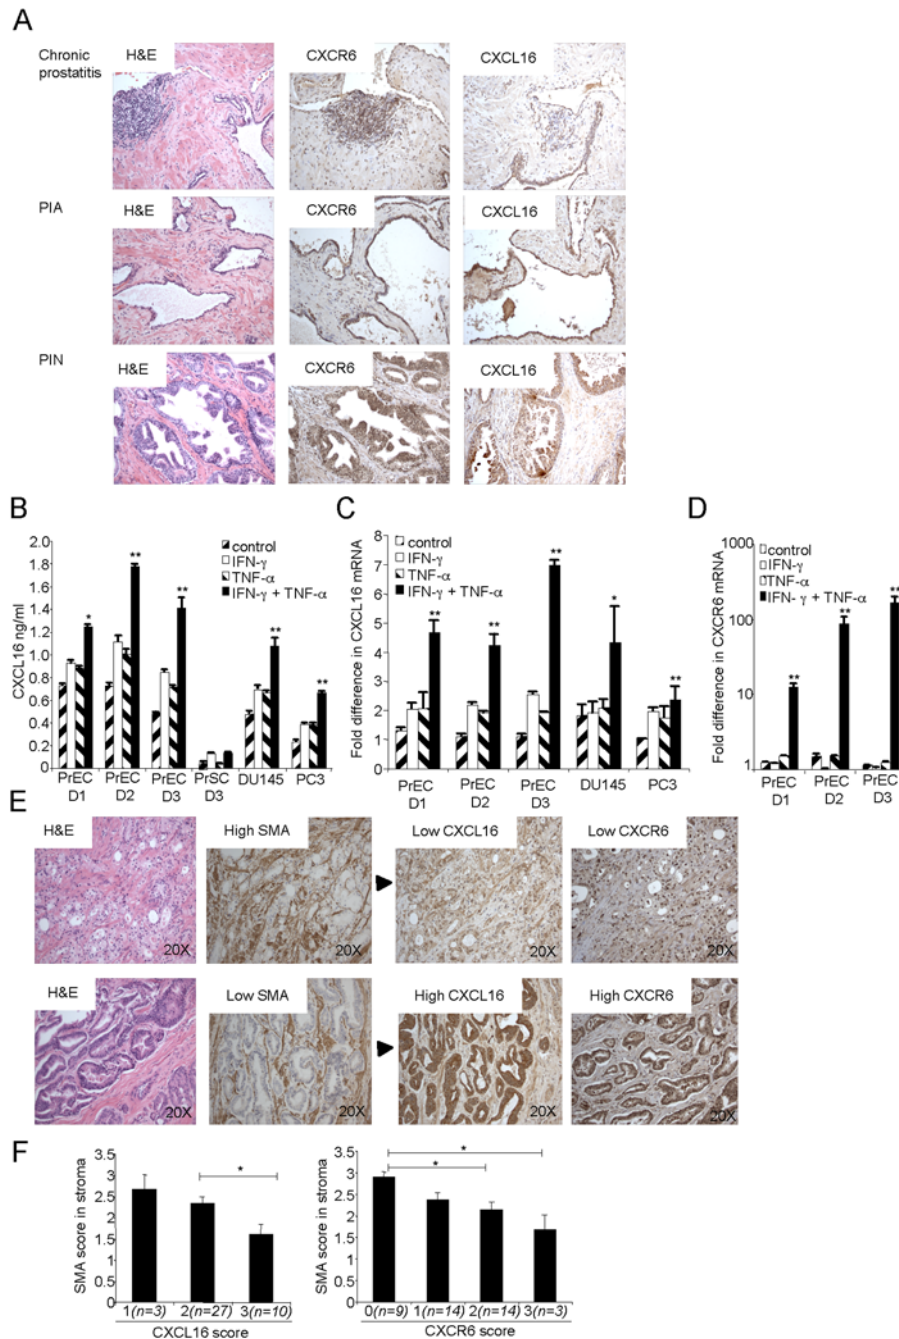 A
Chronic
prostatitis
H&E
CXCR6
CXCL16
PIA
H&E
CXCR6
CXCL16
PIN
H&E
CXCR6
CXCL16
B
CXCL16 ng/ml
2.0
1.8
1.6
1.4
1.2
1.0
0.8
0.6
0.4
0.2
0
control
IFN-γ
TNF-α
IFN-γ + TNF-α
*
**
**
**
**
PrEC D1
PrEC D2
PrEC D3
PrSC D3
DU145
PC3
C
Fold difference in CXCL16 mRNA
8
7
6
5
4
3
2
1
0
control
IFN-γ
TNF-α
IFN-γ + TNF-α
**
**
**
*
**
PrEC D1
PrEC D2
PrEC D3
DU145
PC3
D
Fold difference in CXCR6 mRNA
1000
100
10
1
control
IFN-γ
TNF-α
IFN- γ + TNF-α
**
**
**
PrEC D1
PrEC D2
PrEC D3
E
H&E
20X
High SMA
20X
Low CXCL16
20X
Low CXCR6
20X
H&E
20X
Low SMA
20X
High CXCL16
20X
High CXCR6
20X
F
SMA score in stroma
3.5
3
2.5
2
1.5
1
0.5
0
*
1(n=3) 2(n=27) 3(n=10)
CXCL16 score
SMA score in stroma
3.5
3
2.5
2
1.5
1
0.5
0
*
*
0(n=9) 1(n=14) 2(n=14) 3(n=3)
CXCR6 score